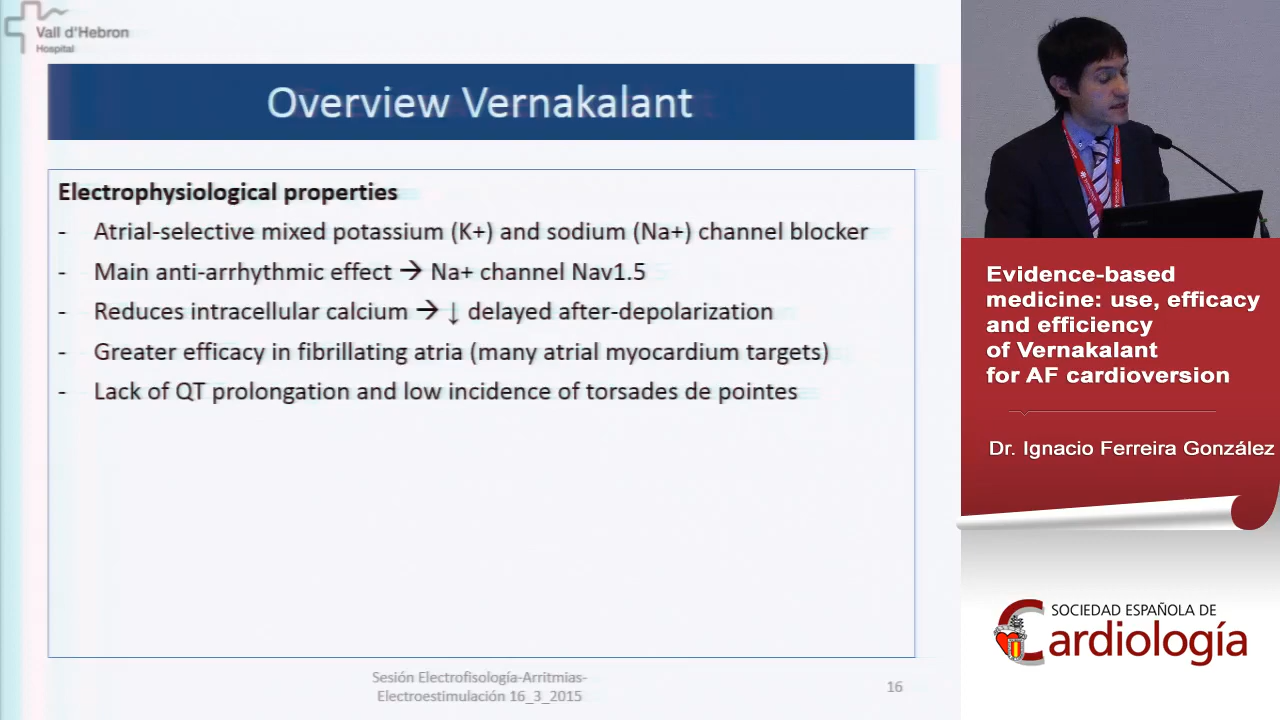 Vall d'Hebron
Hospital
Overview Vernakalant
Electrophysiological properties
- Atrial-selective mixed potassium (K+) and sodium (Na+) channel blocker
- Main anti-arrhythmic effect → Na+ channel Nav1.5
- Reduces intracellular calcium → ↓ delayed after-depolarization
- Greater efficacy in fibrillating atria (many atrial myocardium targets)
- Lack of QT prolongation and low incidence of torsades de pointes
Sesión Electrofisología-Arritmias-
Electroestimulación 16_3_2015
16
Evidence-based
medicine: use, efficacy
and efficiency
of Vernakalant
for AF cardioversion
Dr. Ignacio Ferreira González
SOCIEDAD ESPAÑOLA DE
Cardiología